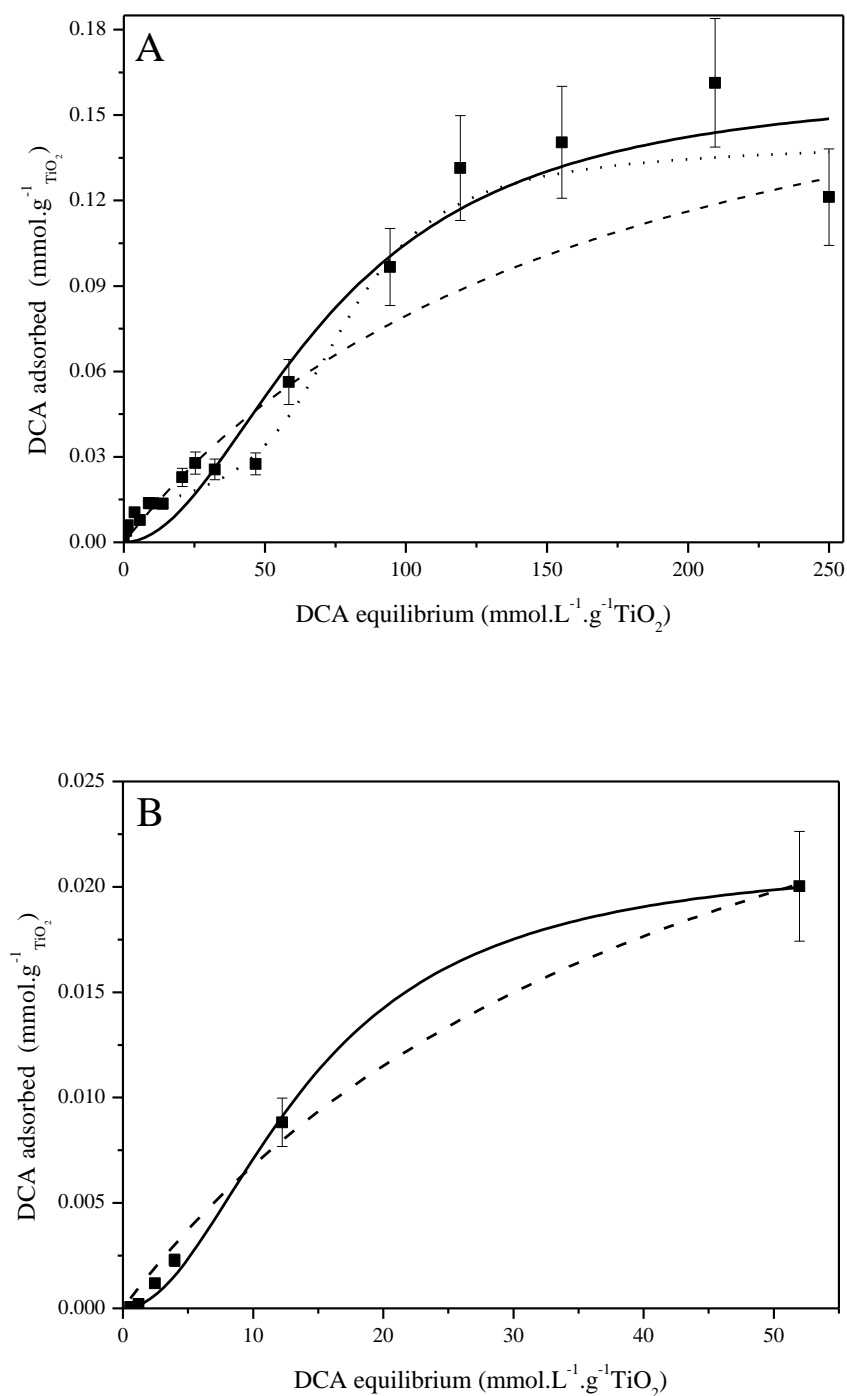 A
0.18
0.15
0.12
0.09
0.06
0.03
0.00
DCA adsorbed (mmol.g⁻¹ TiO₂)
0 50 100 150 200 250
DCA equilibrium (mmol.L⁻¹.g⁻¹TiO₂)
B
0.025
0.020
0.015
0.010
0.005
0.000
DCA adsorbed (mmol.g⁻¹ TiO₂)
0 10 20 30 40 50
DCA equilibrium (mmol.L⁻¹.g⁻¹TiO₂)